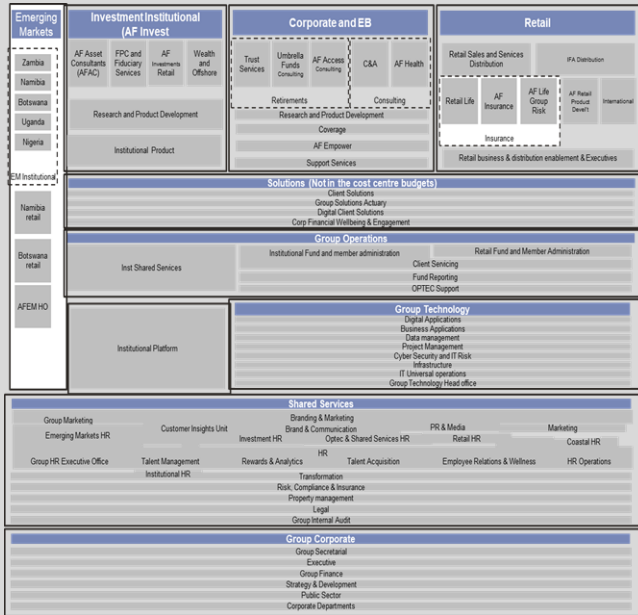 Emerging
Markets
Zambia
Namibia
Botswana
Uganda
Nigeria
EM Institutional
Namibia
retail
Botswana
retail
AFEM HO
Investment Institutional
(AF Invest
AF Asset
Consultants
(AFAC)
FPC and
Fiduciary
Services
AF
Investments
Retail
Wealth
and
Offshore
Research and Product Development
Institutional Product
Corporate and EB
Trust
Services
Umbrella
Funds
Consulting
AF Access
Consulting
C&A
AF Health
Retirements
Consulting
Research and Product Development
Coverage
AF Empower
Support Services
Retail
Retail Sales and Services
Distribution
IFA Distribution
Retail Life
AF
Insurance
AF Life
Group
Risk
AF Retail
Product
Devel't
International
Insurance
Retail business & distribution enablement & Executives
Solutions (Not in the cost centre budgets)
Client Solutions
Group Solutions Actuary
Digital Client Solutions
Corp Financial Wellbeing & Engagement
Group Operations
Inst Shared Services
Institutional Fund and member administration
Retail Fund and Member Administration
Client Servicing
Fund Reporting
OPTEC Support
Institutional Platform
Group Technology
Digital Applications
Business Applications
Data management
Project Management
Cyber Security and IT Risk
Infrastructure
IT Universal operations
Group Technology Head office
Shared Services
Branding & Marketing
Group Marketing
Customer Insights Unit
Brand & Communication
PR & Media
Marketing
Emerging Markets HR
Investment HR
Optec & Shared Services HR
Retail HR
Coastal HR
HR
Group HR Executive Office
Talent Management
Rewards & Analytics
Talent Acquisition
Employee Relations & Wellness
HR Operations
Institutional HR
Transformation
Risk, Compliance & Insurance
Property management
Legal
Group Internal Audit
Group Corporate
Group Secretarial
Executive
Group Finance
Strategy & Development
Public Sector
Corporate Departments